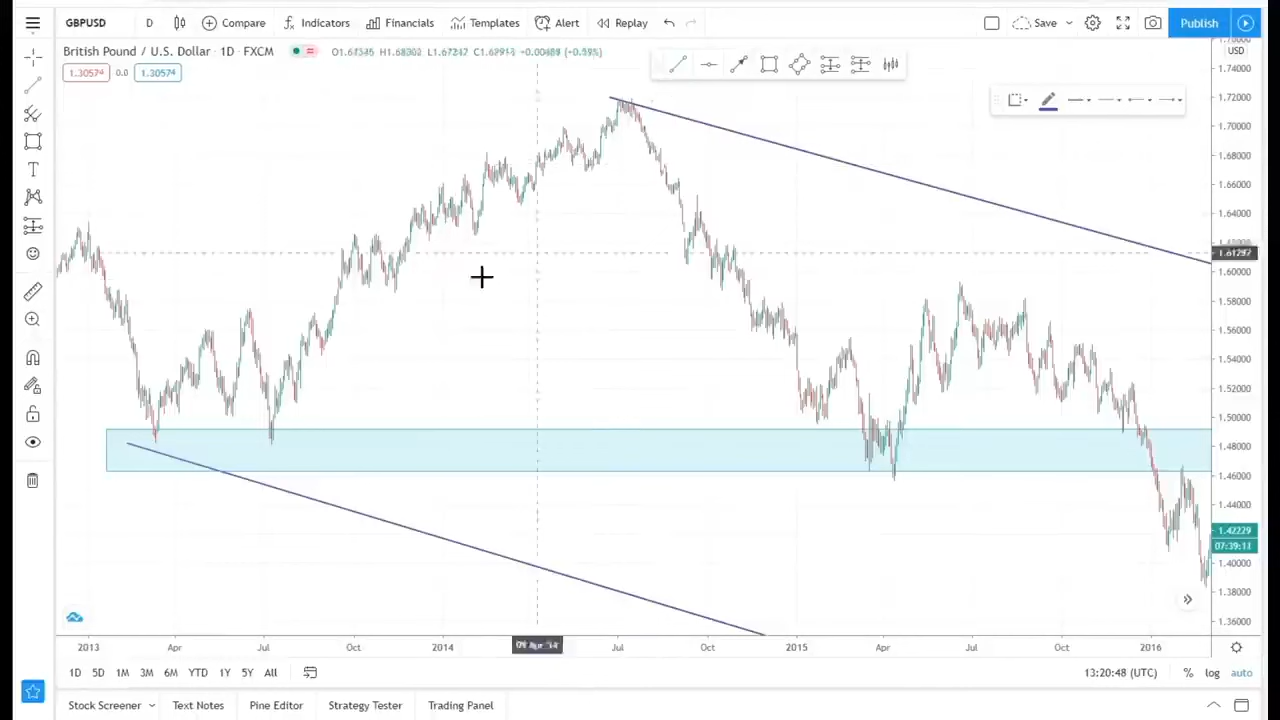 GBPUSD D Compare Indicators Financials Templates Alert Replay Save Publish
British Pound / U.S. Dollar · 1D · FXCM
1.30574 0.0 1.30574
USD
1.74000
1.72000
1.70000
1.68000
1.66000
1.64000
1.60000
1.58000
1.56000
1.54000
1.52000
1.50000
1.48000
1.46000
1.44000
1.42229
07:39:11
1.40000
1.38000
1.36000
2013 Apr Jul Oct 2014 Jul Oct 2015 Apr Jul Oct 2016
1D 5D 1M 3M 6M YTD 1Y 5Y All 13:20:48 (UTC) % log auto
Stock Screener Text Notes Pine Editor Strategy Tester Trading Panel